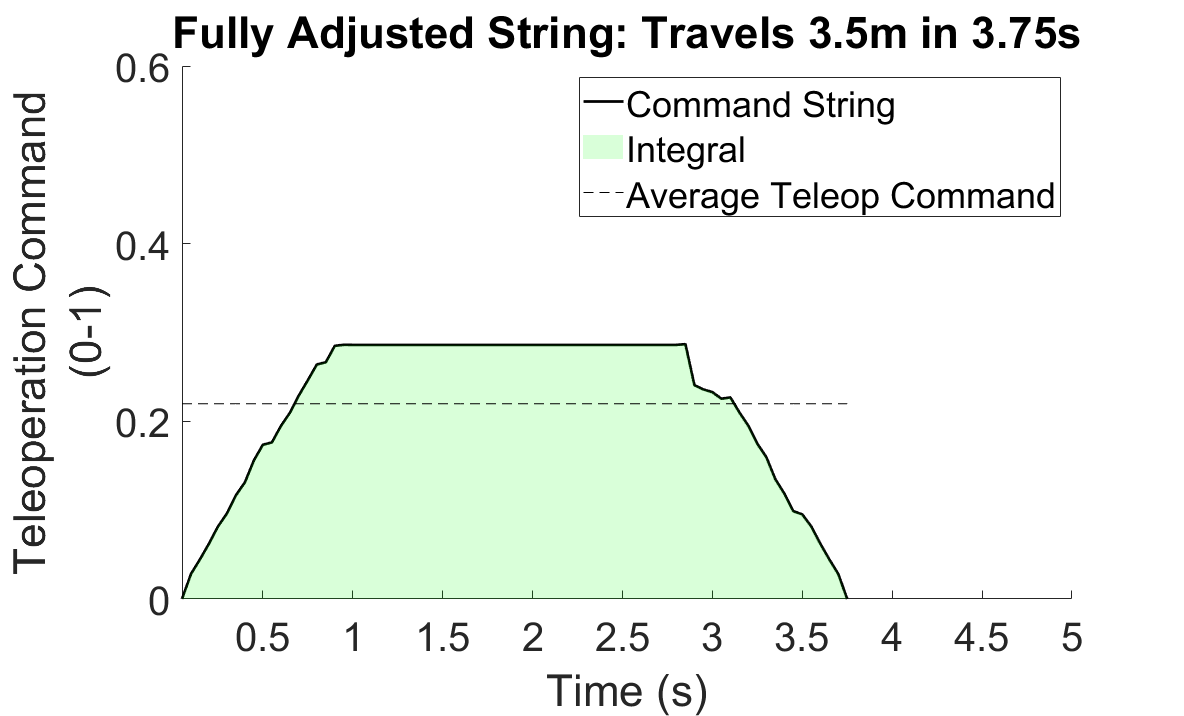 Fully Adjusted String: Travels 3.5m in 3.75s
Teleoperation Command
(0-1)
0.6
0.4
0.2
0
Command String
Integral
Average Teleop Command
0.5 1 1.5 2 2.5 3 3.5 4 4.5 5
Time (s)